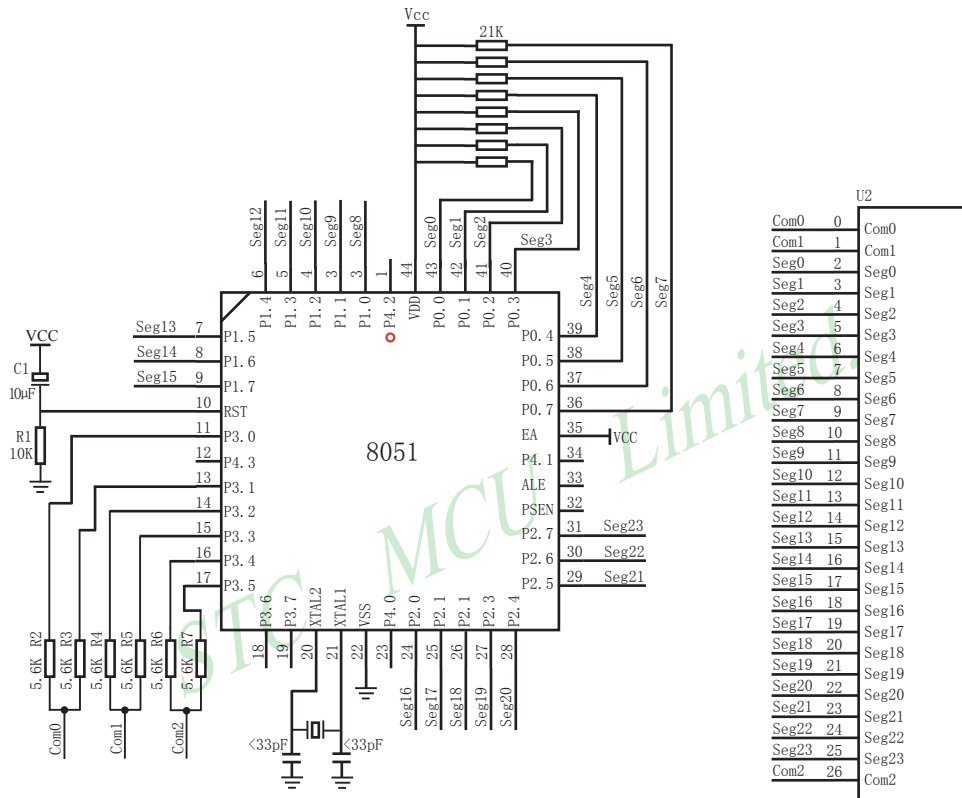 Vcc
21K
Seg12
Seg11
Seg10
Seg9
Seg8
Seg0
Seg1
Seg2
Seg3
Seg4
Seg5
Seg6
Seg7
6
5
4
3
3
1
44
43
42
41
40
P1.4
P1.3
P1.2
P1.1
P1.0
P4.2
VDD
P0.0
P0.1
P0.2
P0.3
VCC
C1
10μF
R1
10K
Seg13 7 P1.5
Seg14 8 P1.6
Seg15 9 P1.7
10 RST
11 P3.0
12 P4.3
13 P3.1
14 P3.2
15 P3.3
16 P3.4
17 P3.5
8051
P0.4 39
P0.5 38
P0.6 37
P0.7 36
EA 35 VCC
P4.1 34
ALE 33
PSEN 32
P2.7 31 Seg23
P2.6 30 Seg22
P2.5 29 Seg21
P3.6
P3.7
XTAL2
XTAL1
VSS
P4.0
P2.0
P2.1
P2.1
P2.3
P2.4
18
19
20
21
22
23
24
25
26
27
28
Seg16
Seg17
Seg18
Seg19
Seg20
5.6K R2
5.6K R3
5.6K R4
5.6K R5
5.6K R6
5.6K R7
Com0
Com1
Com2
<33pF
<33pF
STC MCU Limited.
U2
Com0 0 Com0
Com1 1 Com1
Seg0 2 Seg0
Seg1 3 Seg1
Seg2 4 Seg2
Seg3 5 Seg3
Seg4 6 Seg4
Seg5 7 Seg5
Seg6 8 Seg6
Seg7 9 Seg7
Seg8 10 Seg8
Seg9 11 Seg9
Seg10 12 Seg10
Seg11 13 Seg11
Seg12 14 Seg12
Seg13 15 Seg13
Seg14 16 Seg14
Seg15 17 Seg15
Seg16 18 Seg16
Seg17 19 Seg17
Seg18 20 Seg18
Seg19 21 Seg19
Seg20 22 Seg20
Seg21 23 Seg21
Seg22 24 Seg22
Seg23 25 Seg23
Com2 26 Com2